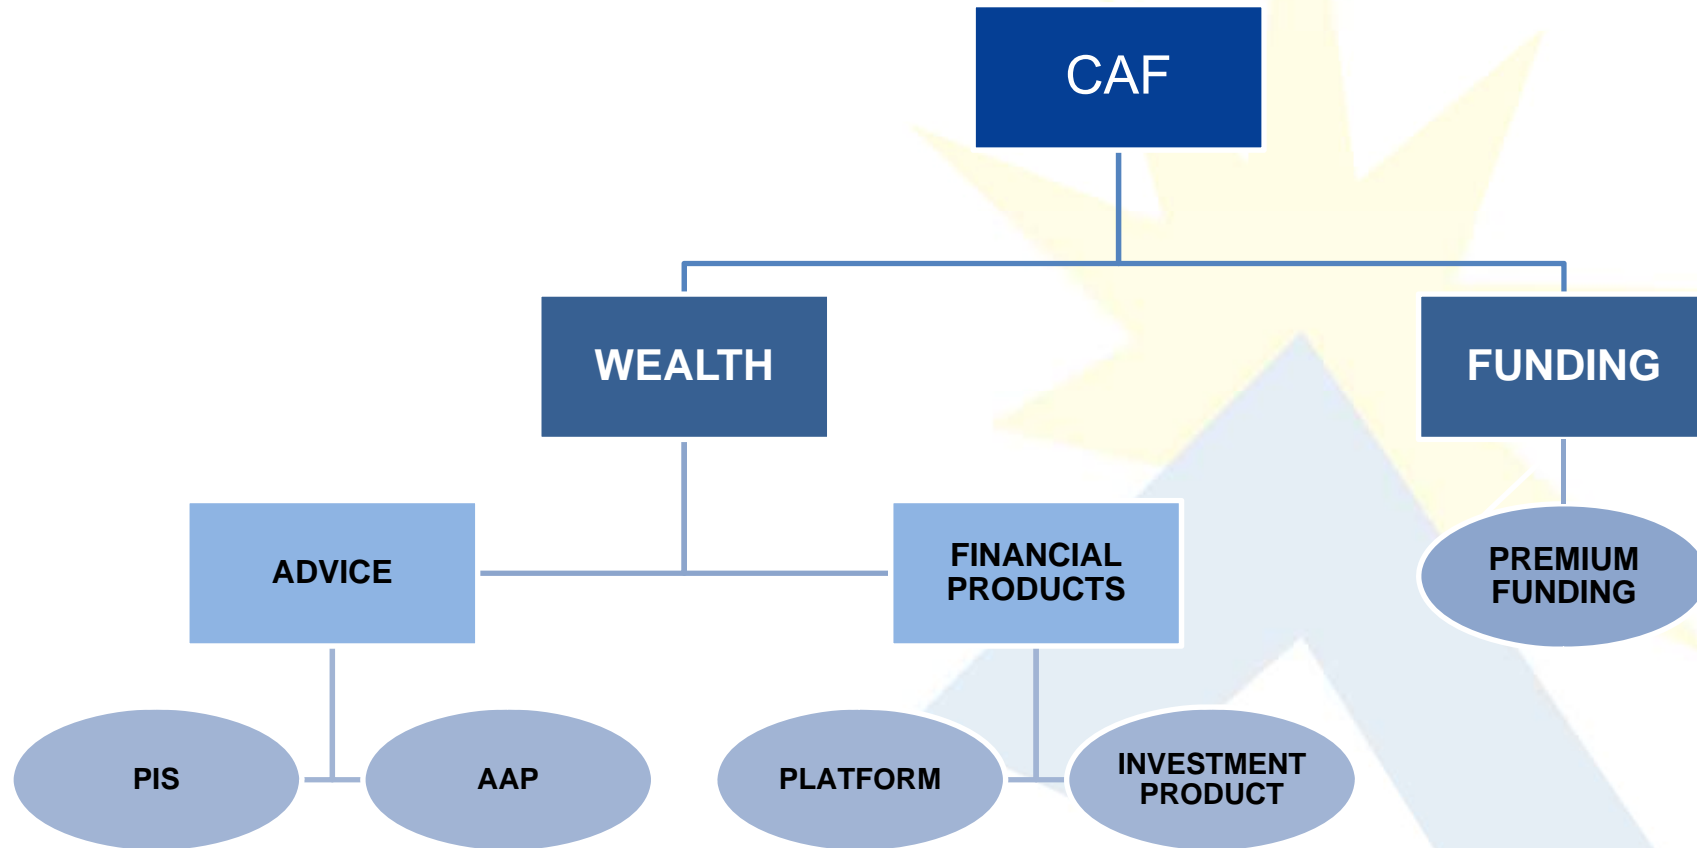 CAF
WEALTH
FUNDING
ADVICE
FINANCIAL
PRODUCTS
PREMIUM
FUNDING
PIS
AAP
PLATFORM
INVESTMENT
PRODUCT